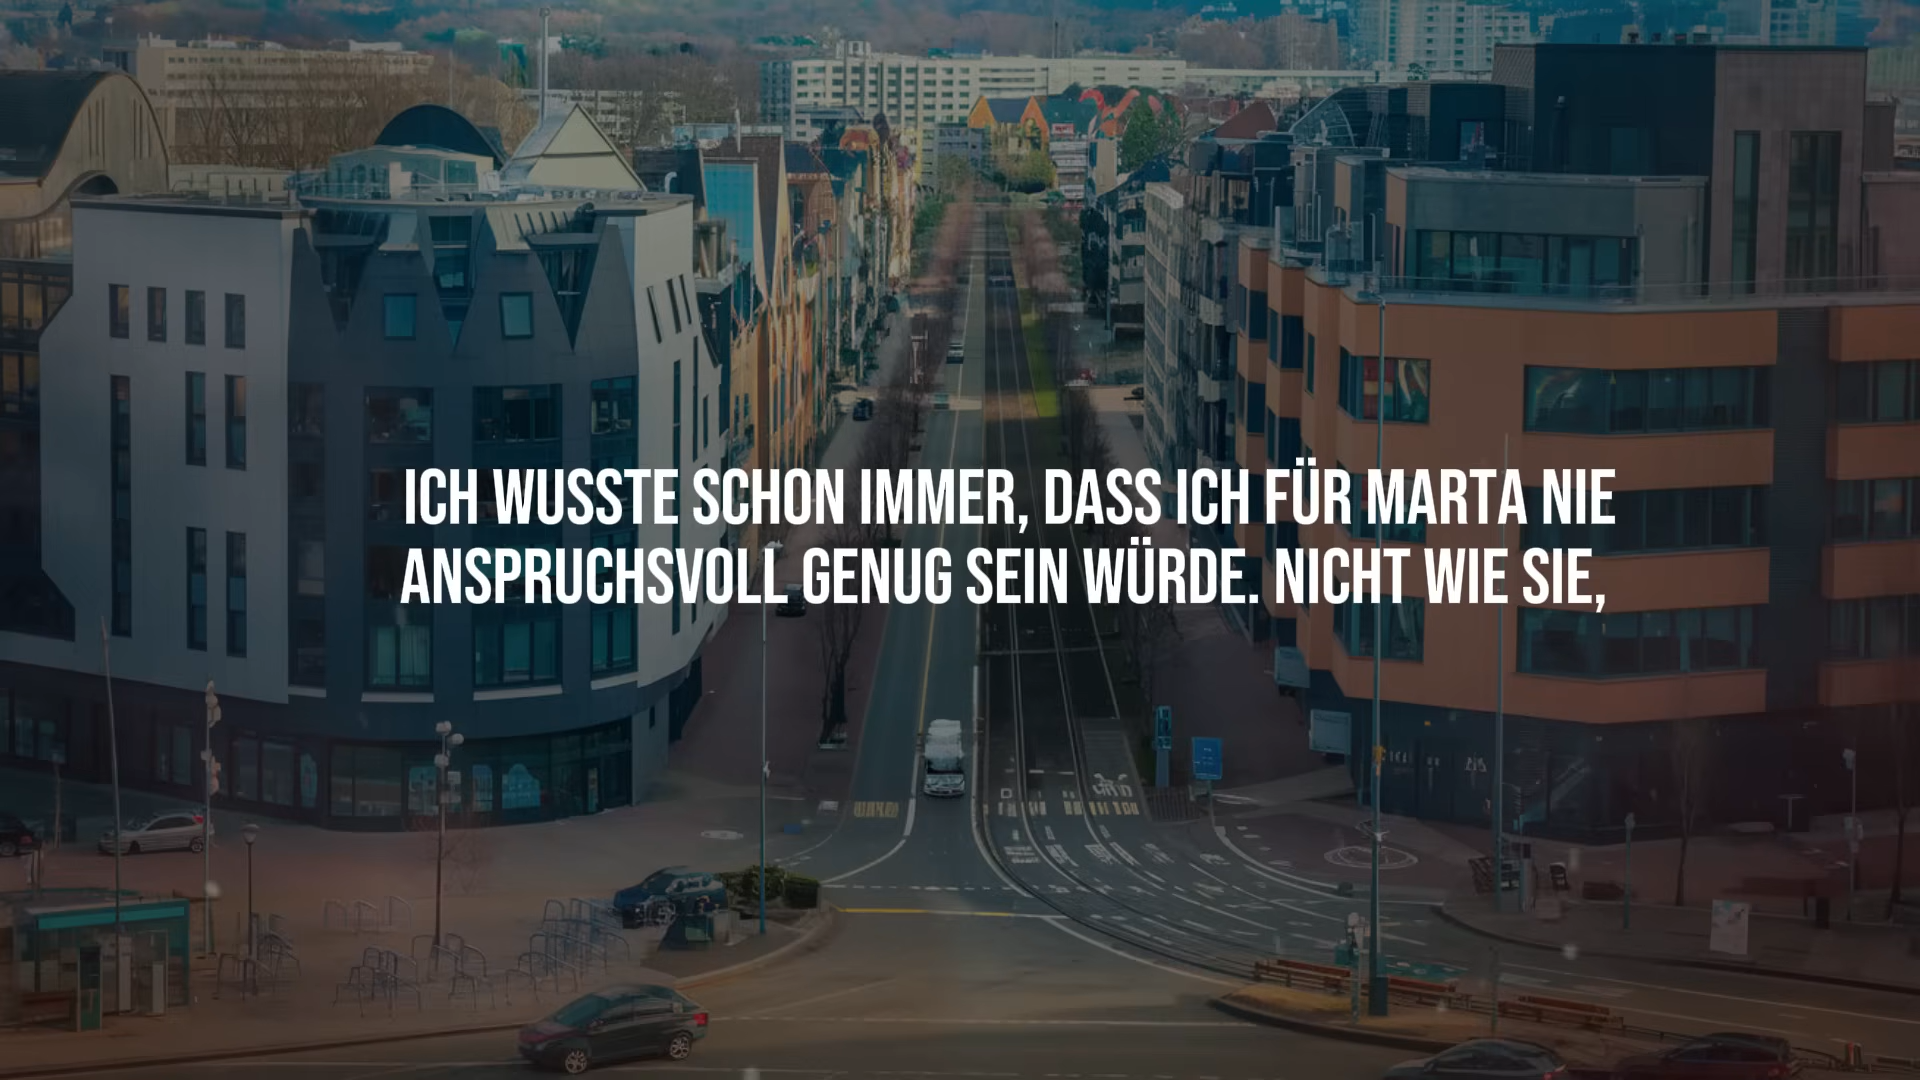 ICH WUSSTE SCHON IMMER, DASS ICH FÜR MARTA NIE
ANSPRUCHSVOLL GENUG SEIN WÜRDE. NICHT WIE SIE,